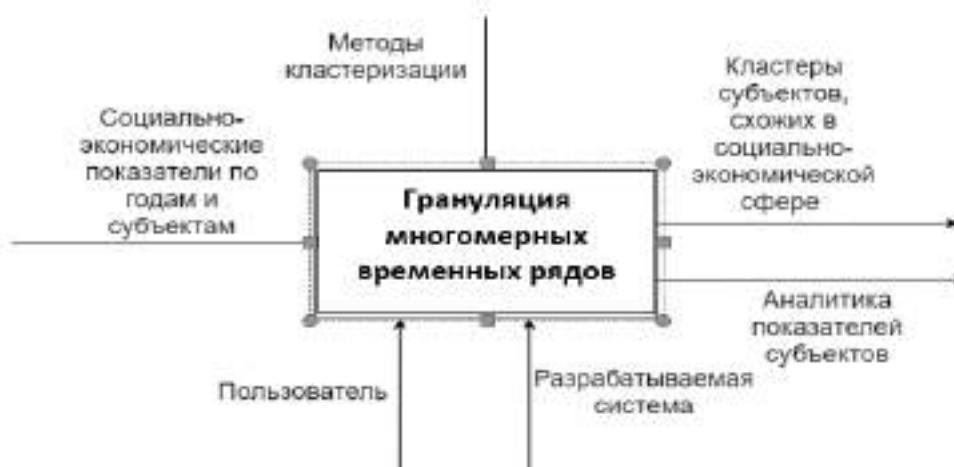 Методы
кластеризации
Кластеры
субъектов,
схожих в
социально-
экономической
сфере
Социально-
экономические
показатели по
годам и
субъектам
Грануляция
многомерных
временных рядов
Аналитика
показателей
субъектов
Пользователь
Разрабатываемая
система